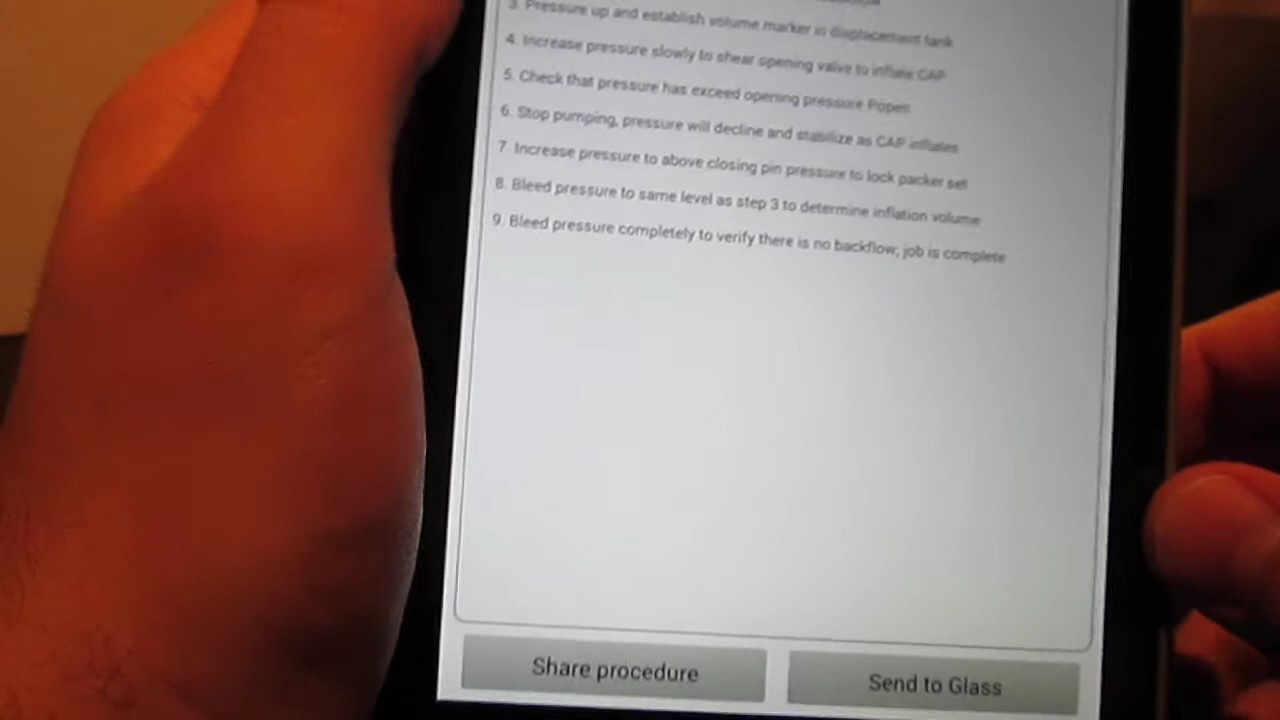 3. Pressure up and establish volume marker in displacement tank
4. Increase pressure slowly to shear opening valve to inflate CAP
5. Check that pressure has exceed opening pressure Popen
6. Stop pumping, pressure will decline and stabilize as CAP inflates
7. Increase pressure to above closing pin pressure to lock packer set
8. Bleed pressure to same level as step 3 to determine inflation volume
9. Bleed pressure completely to verify there is no backflow, job is complete
Share procedure
Send to Glass